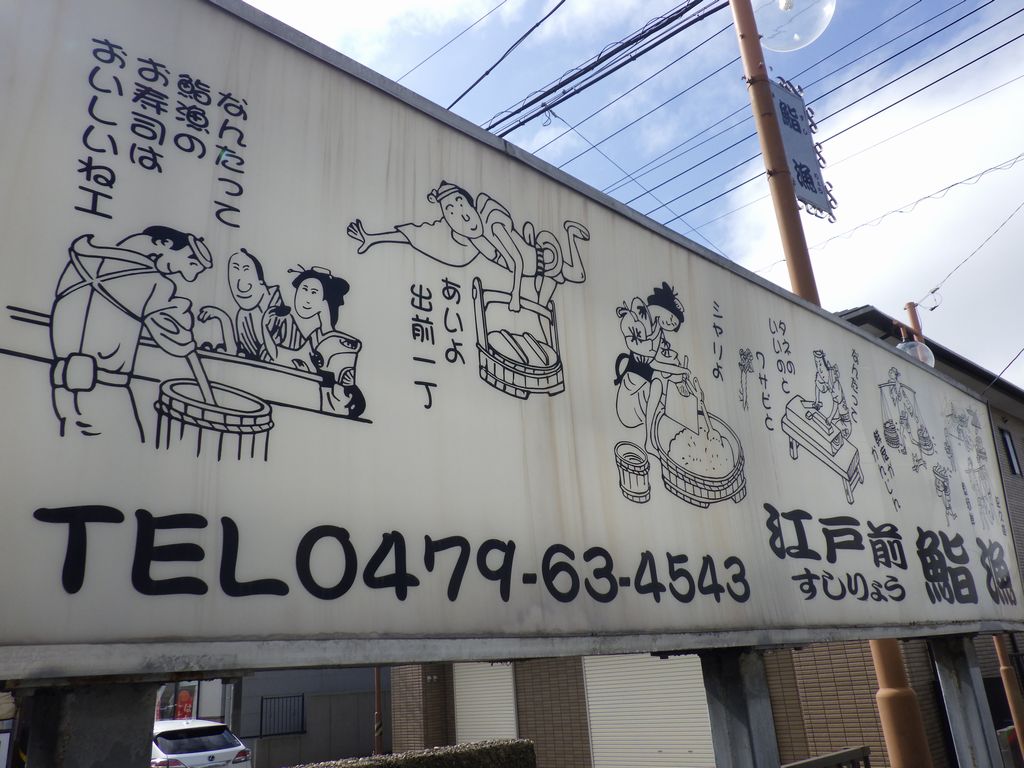 なんたって
鮨漁の
お寿司は
おいしいねエ
あいよ
出前一丁
シャリよ
タネの
いいのと
ワサビと
TEL0479-63-4543
江戸前
すしりょう
鮨漁
鮨漁